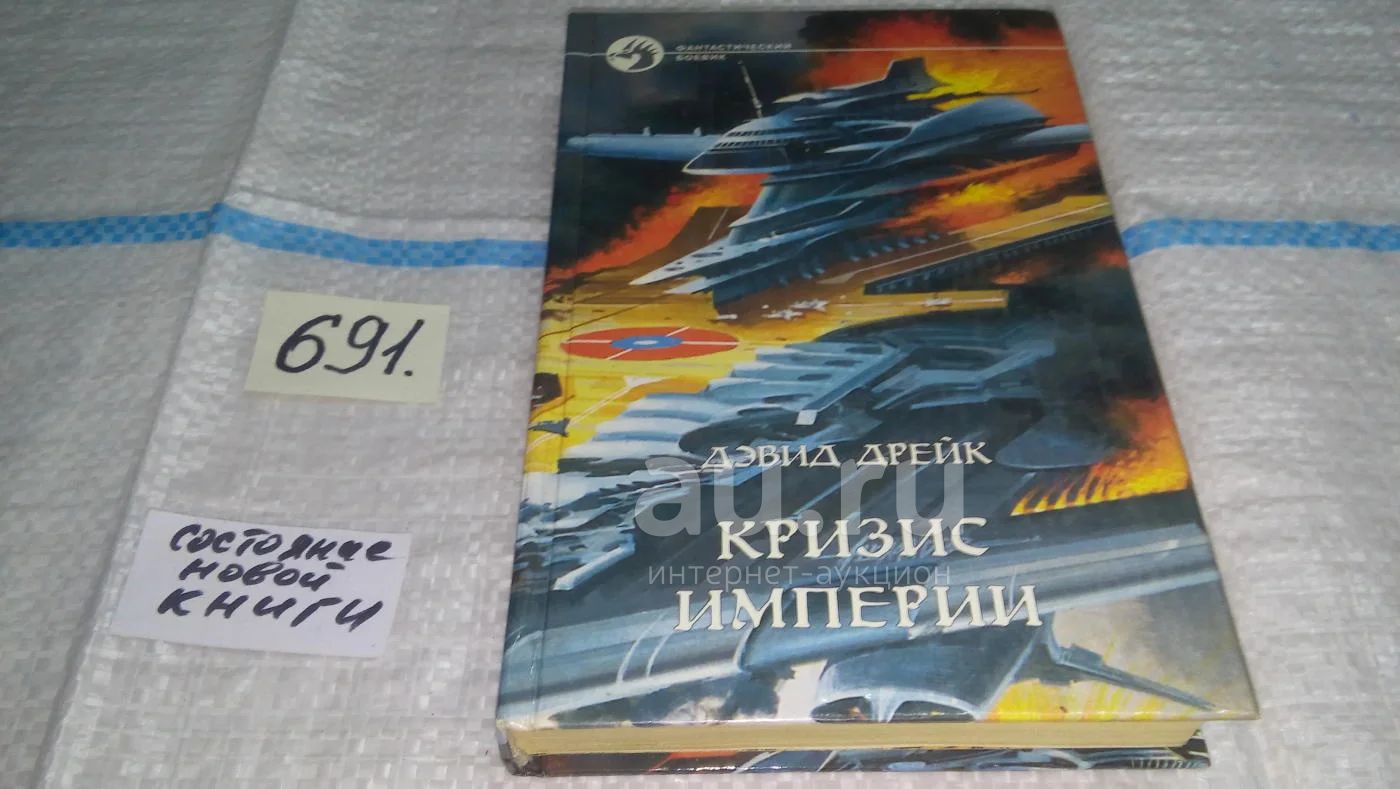 ФАНТАСТИЧЕСКИЙ
БОЕВИК
691.
ДЭВИД ДРЕЙК
au.ru
КРИЗИС
интернет-аукцион
ИМПЕРИИ
состояние
новой
книги